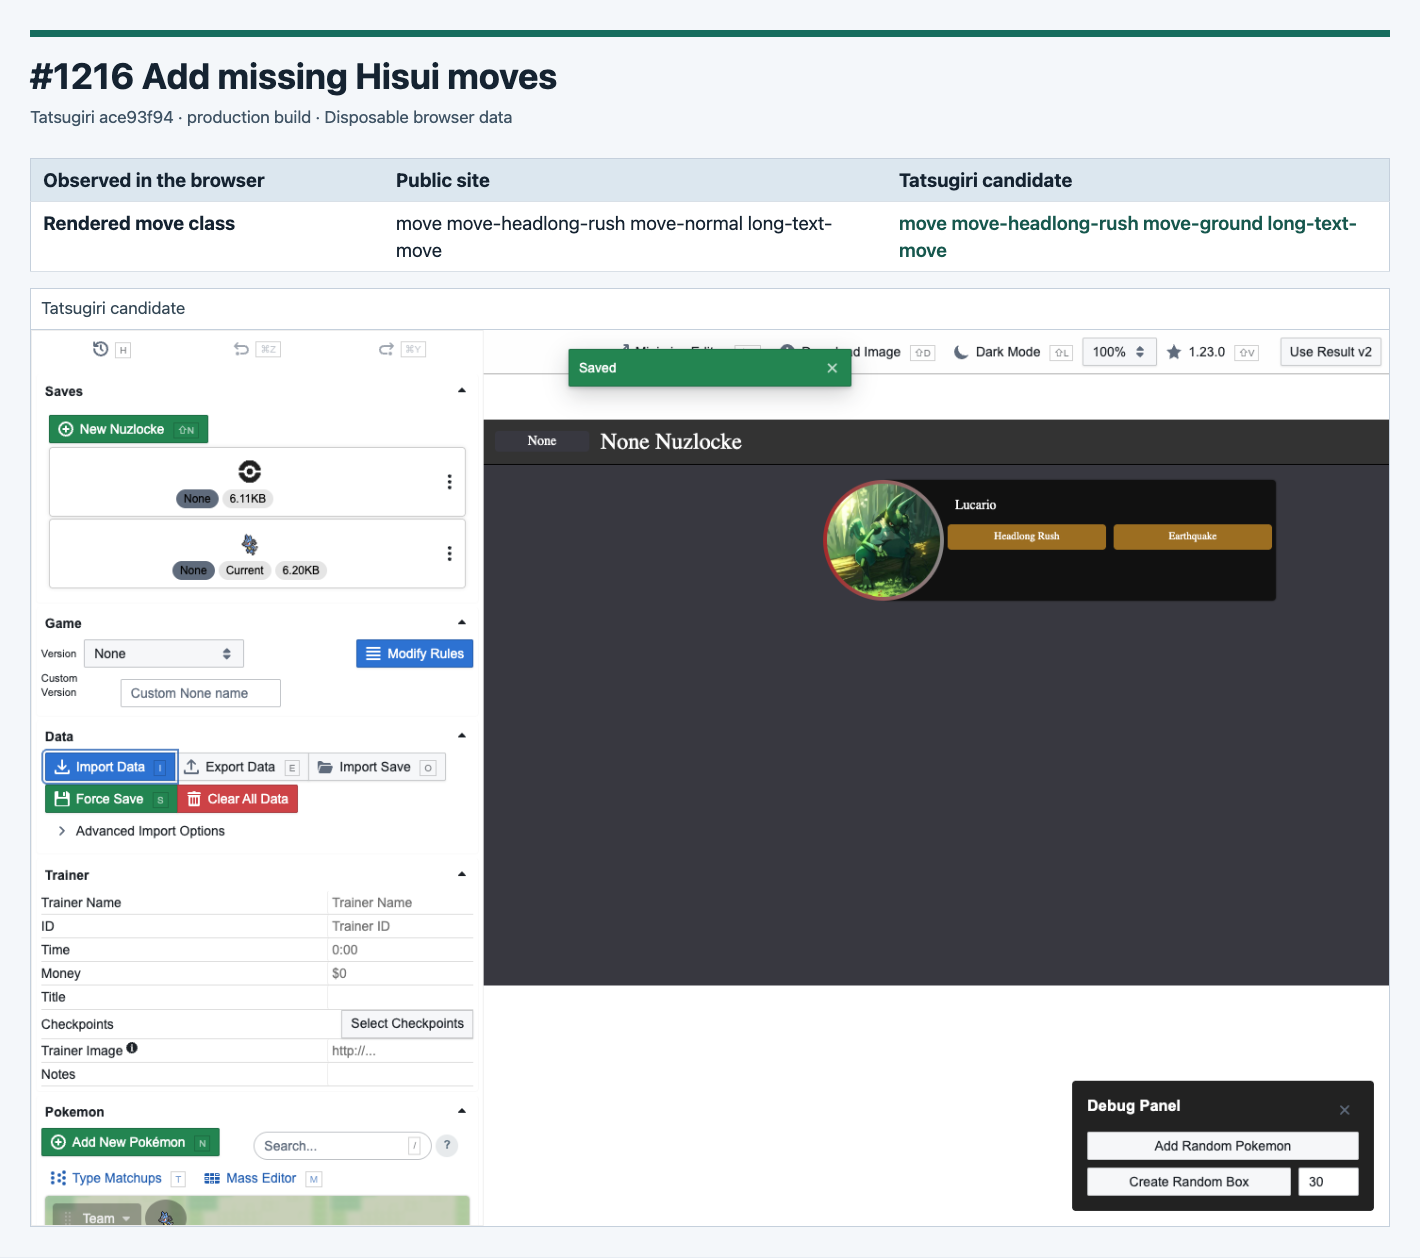 #1216 Add missing Hisui moves
Tatsugiri ace93f94 · production build · Disposable browser data
Observed in the browser
Public site
Tatsugiri candidate
Rendered move class
move move-headlong-rush move-normal long-text-
move
move move-headlong-rush move-ground long-text-
move
Tatsugiri candidate
H
⌘Z
⌘Y
Saved
d Image ⇧D
Dark Mode ⇧L
100%
1.23.0 ⇧V
Use Result v2
Saves
New Nuzlocke ⇧N
None 6.11KB
None Current 6.20KB
Game
Version None
Modify Rules
Custom
Version
Custom None name
Data
Import Data I
Export Data E
Import Save O
Force Save S
Clear All Data
Advanced Import Options
Trainer
Trainer Name Trainer Name
ID Trainer ID
Time 0:00
Money $0
Title
Checkpoints Select Checkpoints
Trainer Image http://...
Notes
Pokemon
Add New Pokémon N
Search... /
?
Type Matchups T
Mass Editor M
Team
None
None Nuzlocke
Lucario
Headlong Rush
Earthquake
Debug Panel
Add Random Pokemon
Create Random Box
30